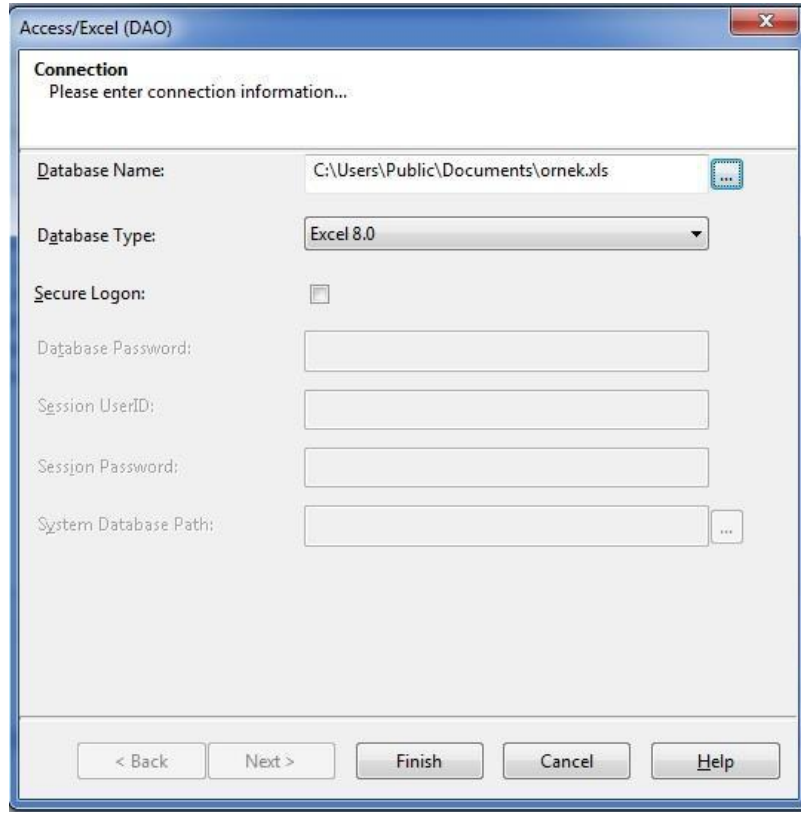 Access/Excel (DAO)
Connection
Please enter connection information...
Database Name: C:\Users\Public\Documents\ornek.xls ...
Database Type: Excel 8.0
Secure Logon:
Database Password:
Session UserID:
Session Password:
System Database Path: ...
< Back Next > Finish Cancel Help